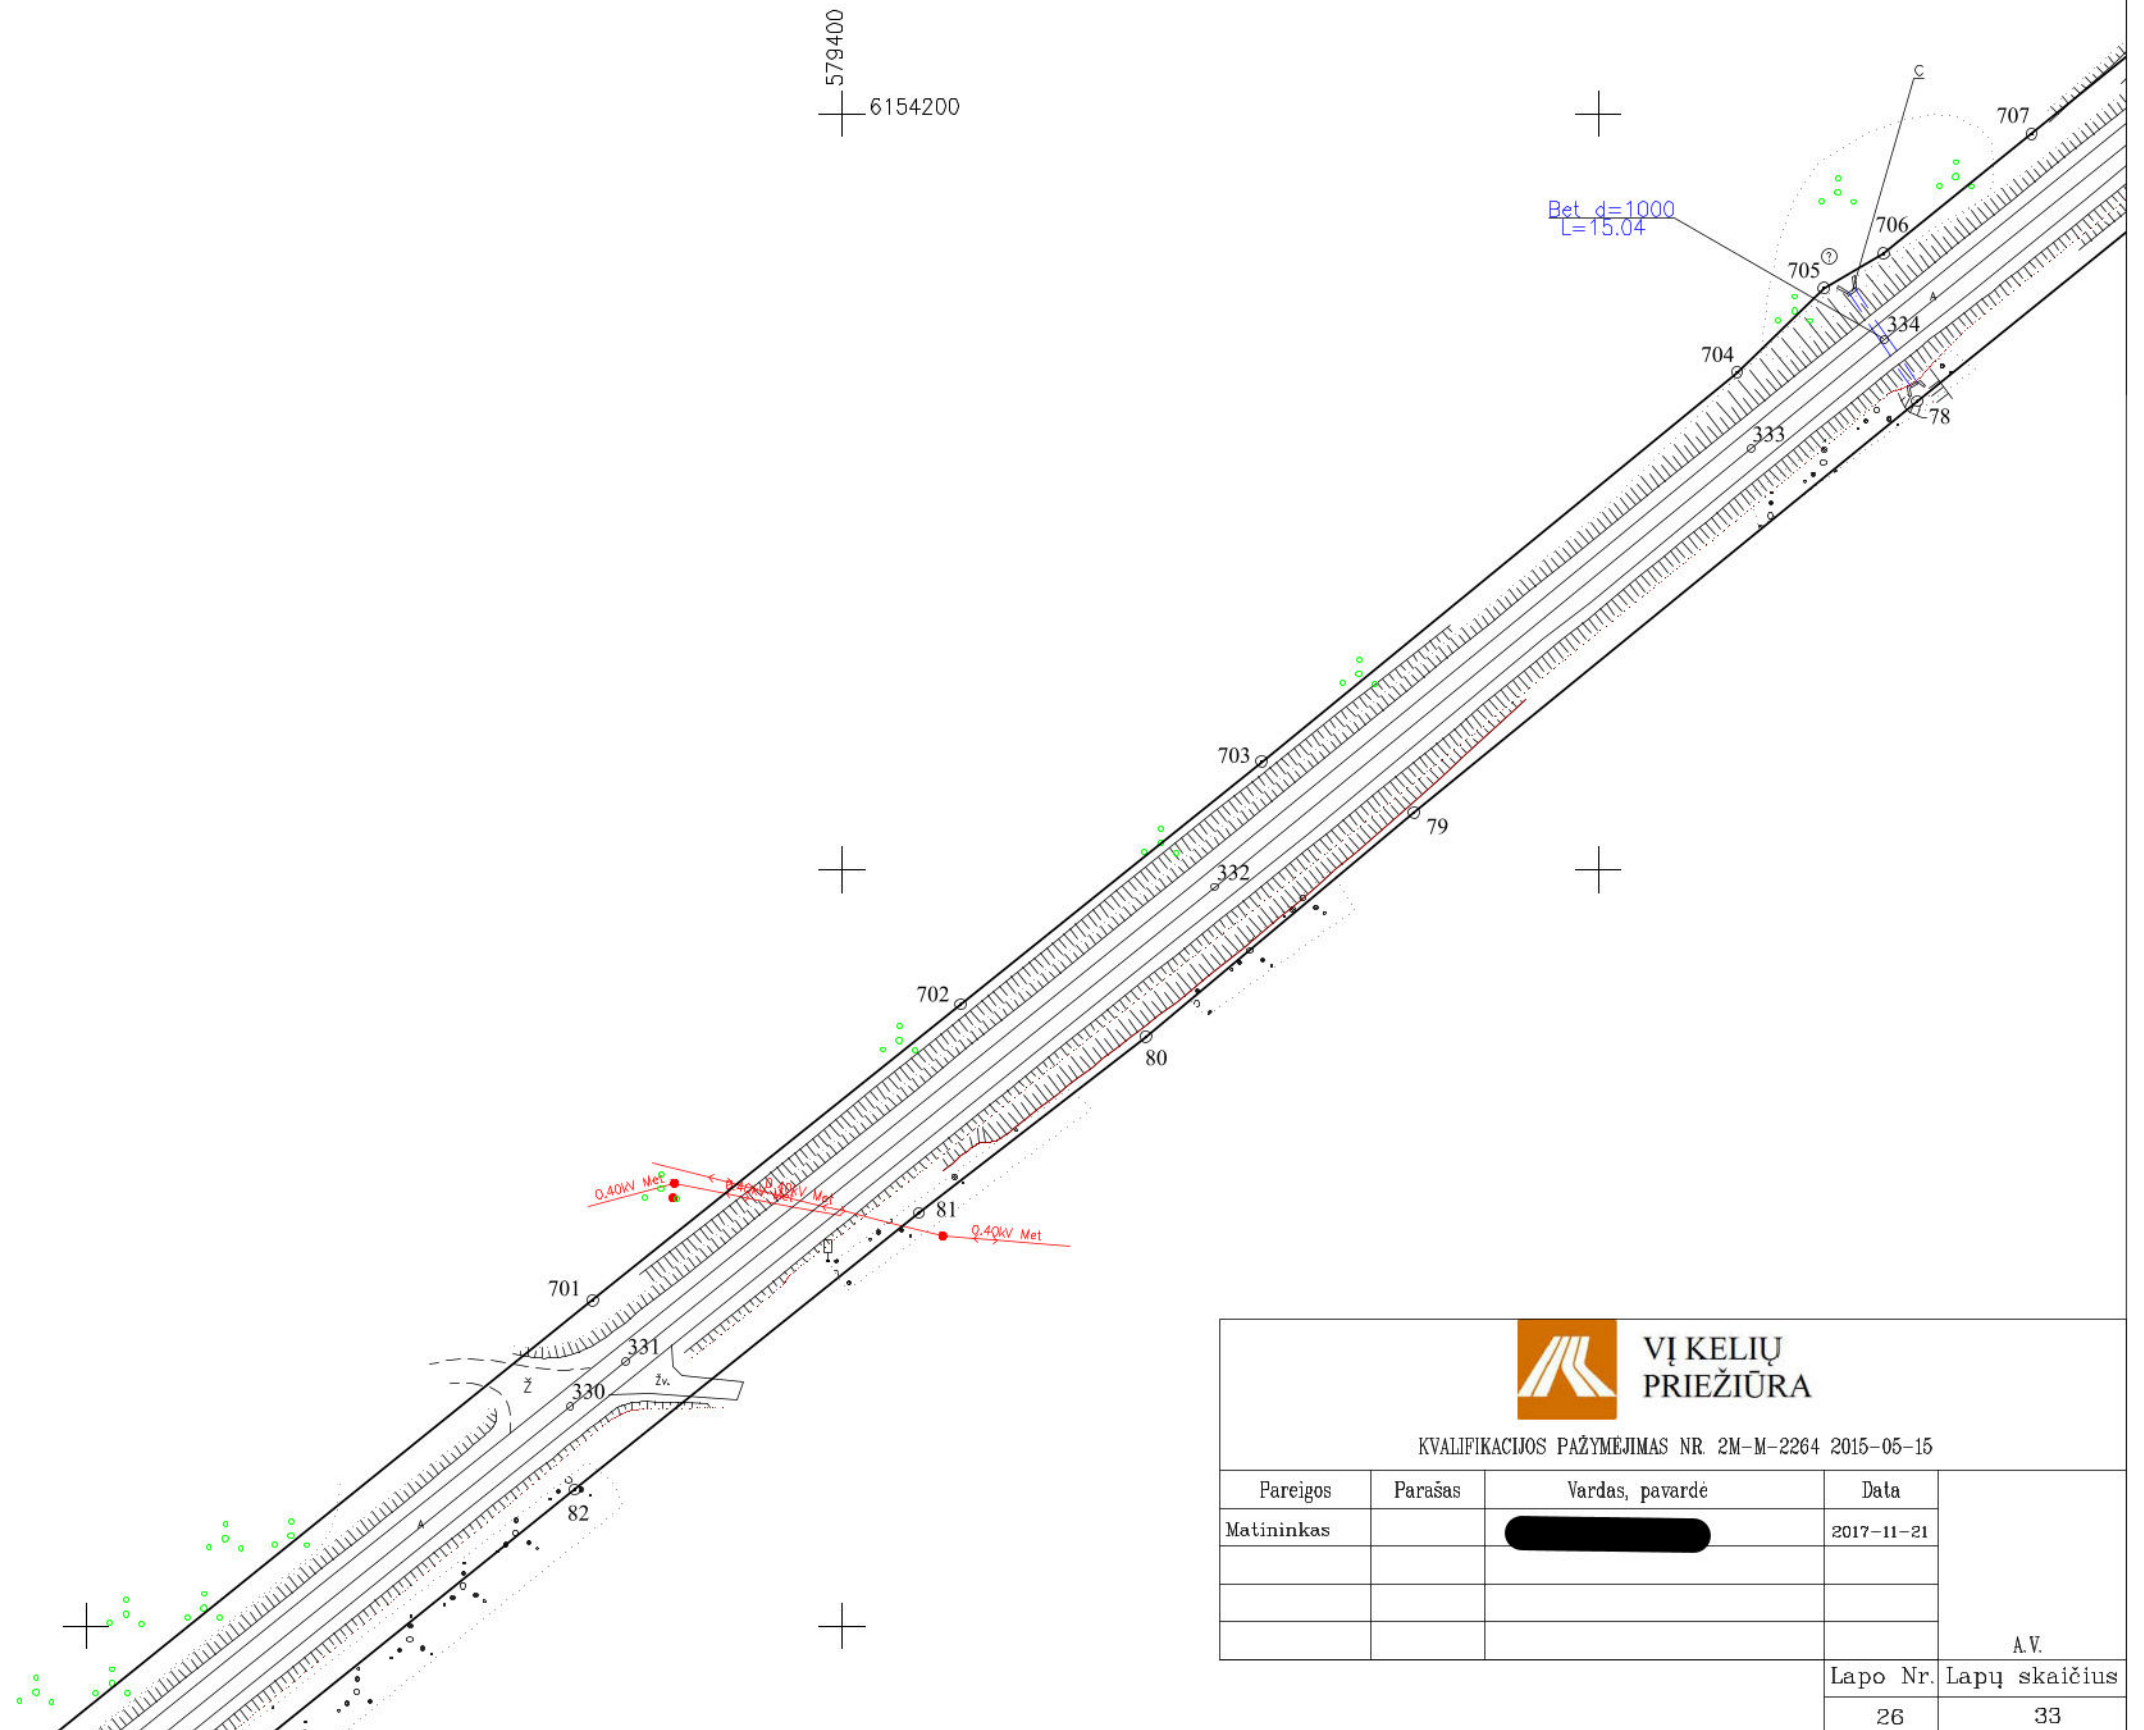 579400
6154200
C
707
Bet d=1000
L=15.04
706
705
?
A
334
704
78
333
703
79
332
702
80
0.40kV Met
0.40kV Met
0.40kV Met
81
0.40kV Met
701
331
Ž
Žv.
330
82
A
VĮ KELIŲ
PRIEŽIŪRA
KVALIFIKACIJOS PAŽYMĖJIMAS NR. 2M-M-2264 2015-05-15
Pareigos Parašas Vardas, pavardė Data
Matininkas 2017-11-21
A.V.
Lapo Nr. Lapų skaičius
26 33